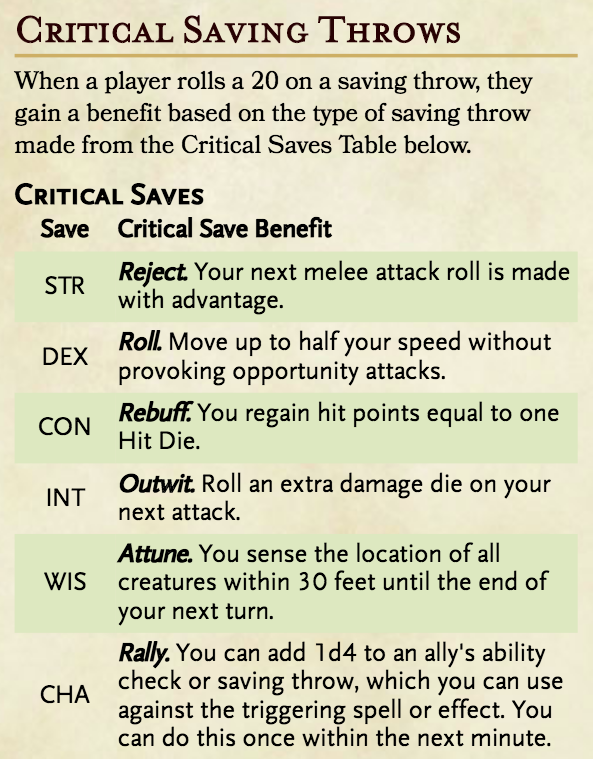 Critical Saving Throws
When a player rolls a 20 on a saving throw, they
gain a benefit based on the type of saving throw
made from the Critical Saves Table below.
Critical Saves
Save Critical Save Benefit
STR Reject. Your next melee attack roll is made
with advantage.
DEX Roll. Move up to half your speed without
provoking opportunity attacks.
CON Rebuff. You regain hit points equal to one
Hit Die.
INT Outwit. Roll an extra damage die on your
next attack.
WIS Attune. You sense the location of all
creatures within 30 feet until the end of
your next turn.
CHA Rally. You can add 1d4 to an ally's ability
check or saving throw, which you can use
against the triggering spell or effect. You
can do this once within the next minute.